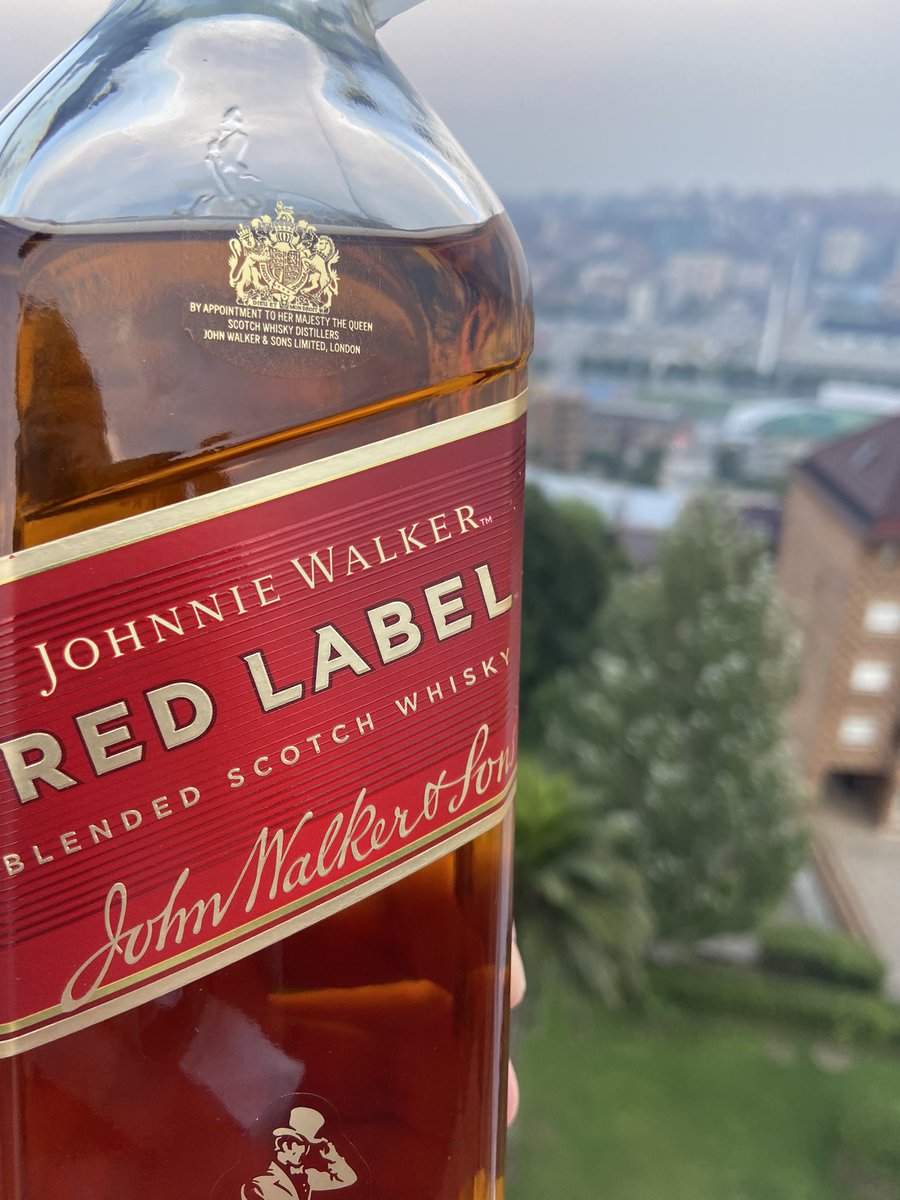 BY APPOINTMENT TO HER MAJESTY THE QUEEN
SCOTCH WHISKY DISTILLERS
JOHN WALKER & SONS LIMITED, LONDON
JOHNNIE WALKER™
RED LABEL
BLENDED SCOTCH WHISKY
John Walker & Son